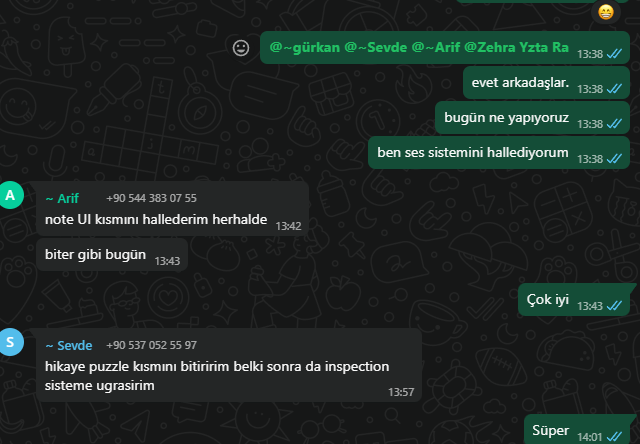 @~gürkan @~Sevde @~Arif @Zehra Yzta Ra 13:38
evet arkadaşlar. 13:38
bugün ne yapıyoruz 13:38
ben ses sistemini hallediyorum 13:38
A
~ Arif +90 544 383 07 55
note UI kısmını hallederim herhalde 13:42
biter gibi bugün 13:43
Çok iyi 13:43
S
~ Sevde +90 537 052 55 97
hikaye puzzle kısmını bitiririm belki sonra da inspection
sisteme ugrasirim 13:57
Süper 14:01